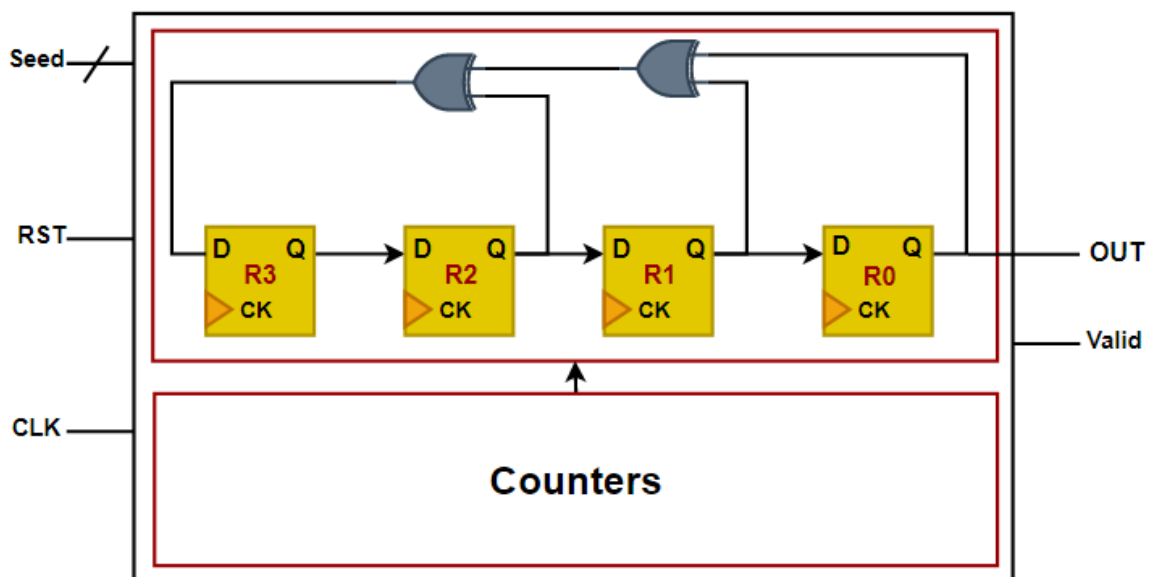 Seed
RST
CLK
D Q
R3
CK
D Q
R2
CK
D Q
R1
CK
D Q
R0
CK
OUT
Valid
Counters